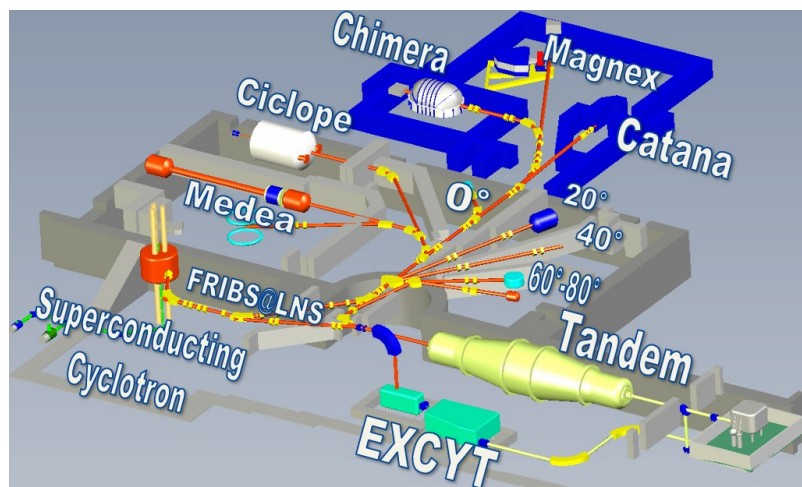 Chimera
Magnex
Ciclope
Catana
Medea
0°
20°
40°
60°-80°
FRIBS@LNS
Superconducting
Cyclotron
Tandem
EXCYT